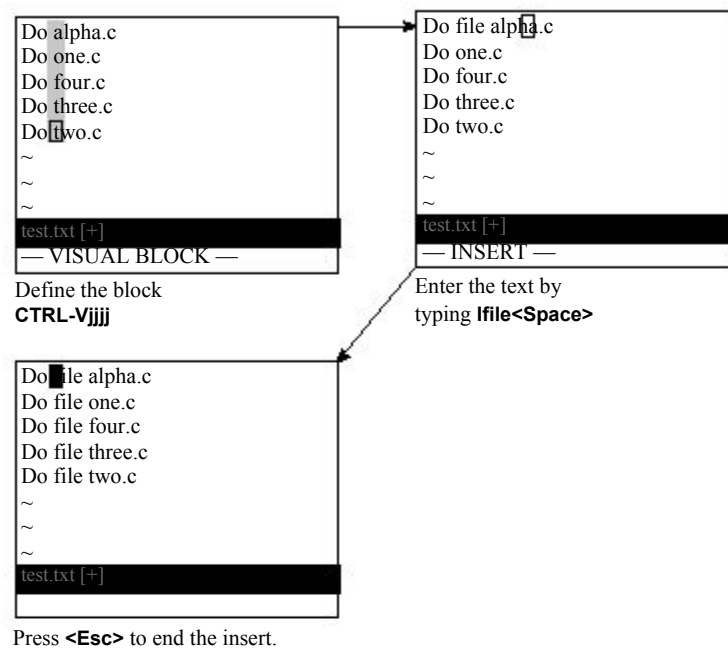 Do alpha.c
Do one.c
Do four.c
Do three.c
Do two.c
~
~
~
test.txt [+]
— VISUAL BLOCK —
Define the block
CTRL-Vjjjj
Do file alpha.c
Do one.c
Do four.c
Do three.c
Do two.c
~
~
~
test.txt [+]
— INSERT —
Enter the text by
typing Ifile<Space>
Do file alpha.c
Do file one.c
Do file four.c
Do file three.c
Do file two.c
~
~
~
test.txt [+]
Press <Esc> to end the insert.